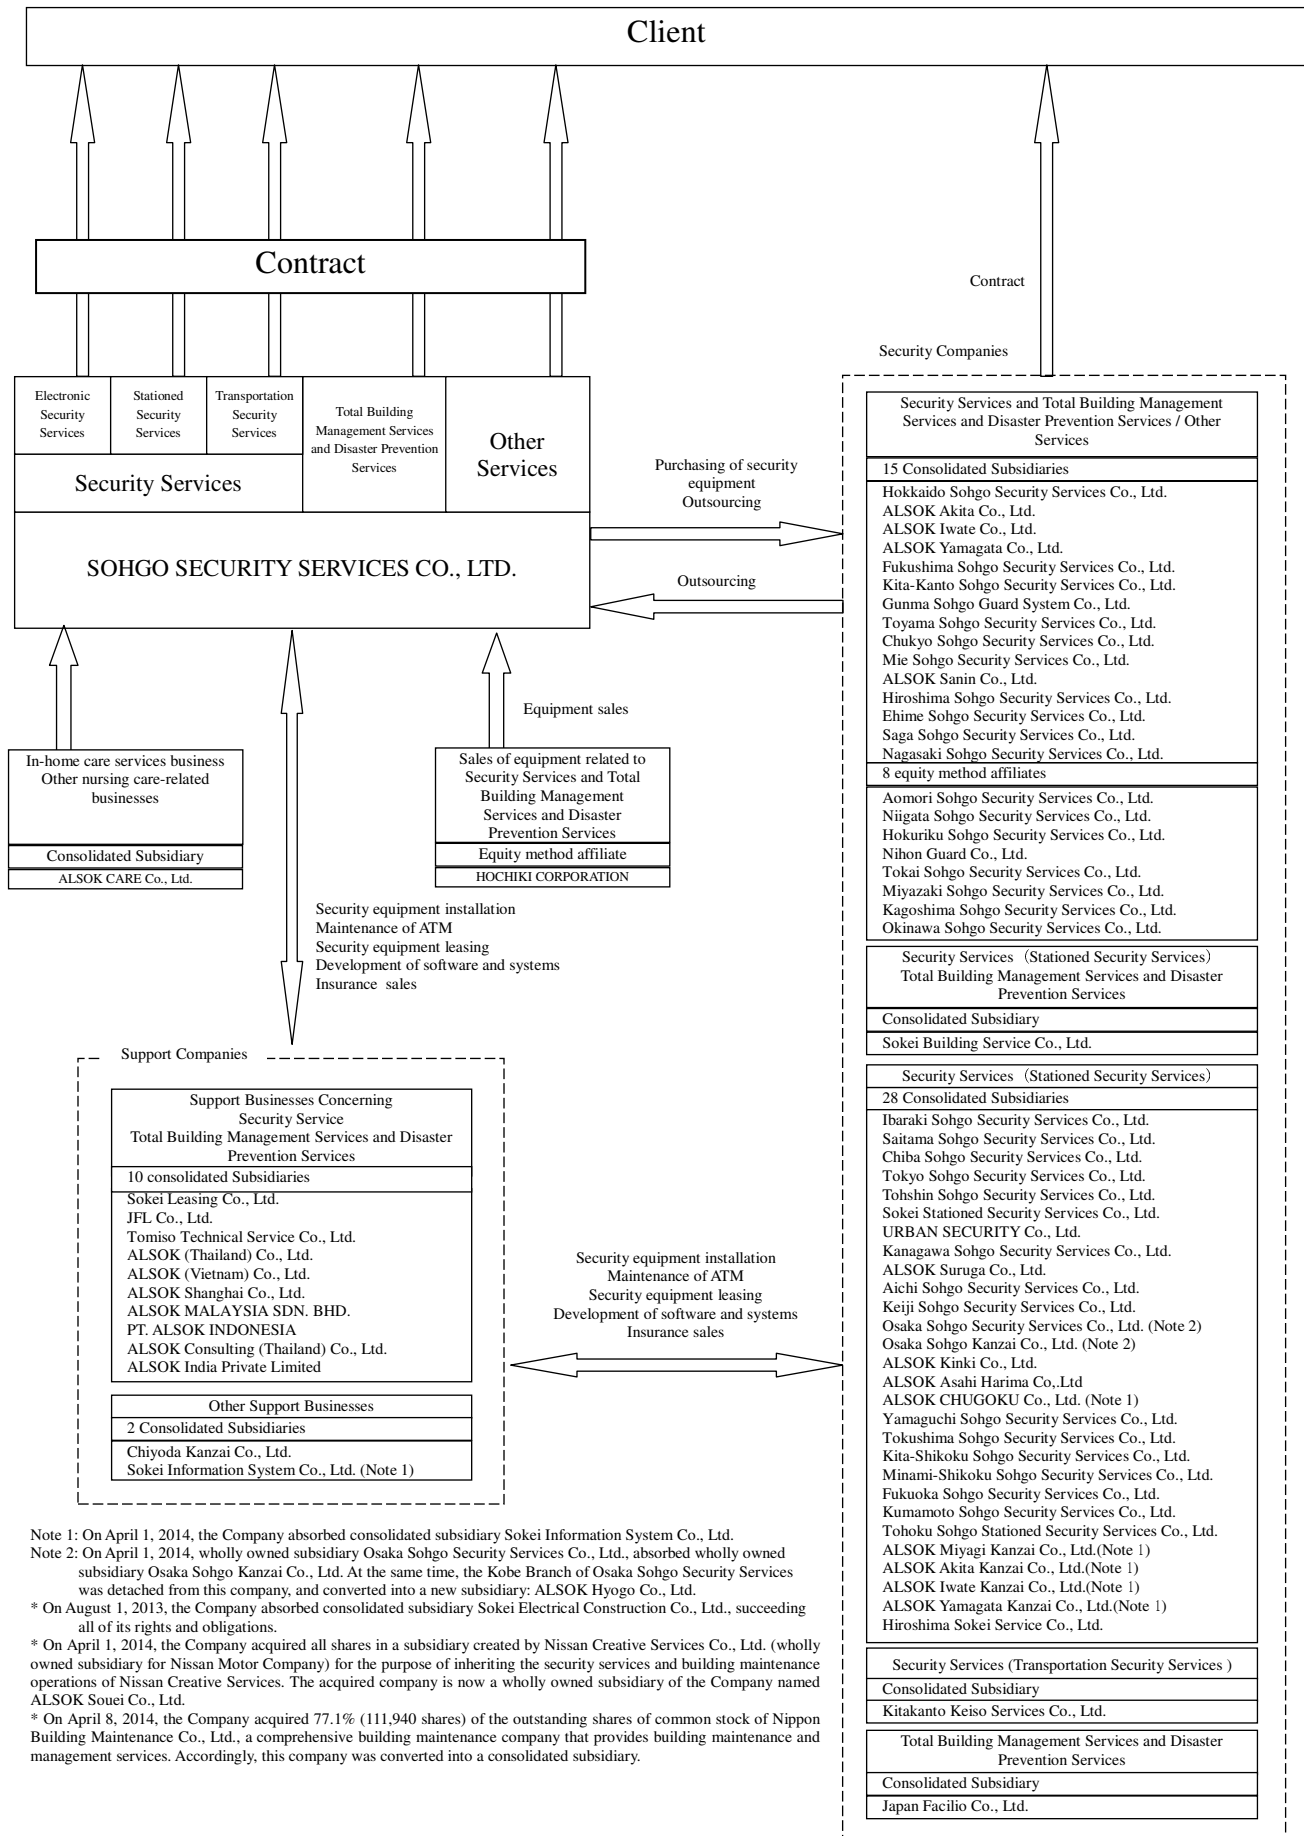 Client
Contract
Contract
Security Companies
Electronic
Security
Services
Stationed
Security
Services
Transportation
Security
Services
Total Building
Management Services
and Disaster Prevention
Services
Other
Services
Security Services
SOHGO SECURITY SERVICES CO., LTD.
Purchasing of security
equipment
Outsourcing
Outsourcing
Equipment sales
In-home care services business
Other nursing care-related
businesses
Consolidated Subsidiary
ALSOK CARE Co., Ltd.
Sales of equipment related to
Security Services and Total
Building Management
Services and Disaster
Prevention Services
Equity method affiliate
HOCHIKI CORPORATION
Security equipment installation
Maintenance of ATM
Security equipment leasing
Development of software and systems
Insurance sales
Support Companies
Support Businesses Concerning
Security Service
Total Building Management Services and Disaster
Prevention Services
10 consolidated Subsidiaries
Sokei Leasing Co., Ltd.
JFL Co., Ltd.
Tomiso Technical Service Co., Ltd.
ALSOK (Thailand) Co., Ltd.
ALSOK (Vietnam) Co., Ltd.
ALSOK Shanghai Co., Ltd.
ALSOK MALAYSIA SDN. BHD.
PT. ALSOK INDONESIA
ALSOK Consulting (Thailand) Co., Ltd.
ALSOK India Private Limited
Other Support Businesses
2 Consolidated Subsidiaries
Chiyoda Kanzai Co., Ltd.
Sokei Information System Co., Ltd. (Note 1)
Security equipment installation
Maintenance of ATM
Security equipment leasing
Development of software and systems
Insurance sales
Security Services and Total Building Management
Services and Disaster Prevention Services / Other
Services
15 Consolidated Subsidiaries
Hokkaido Sohgo Security Services Co., Ltd.
ALSOK Akita Co., Ltd.
ALSOK Iwate Co., Ltd.
ALSOK Yamagata Co., Ltd.
Fukushima Sohgo Security Services Co., Ltd.
Kita-Kanto Sohgo Security Services Co., Ltd.
Gunma Sohgo Guard System Co., Ltd.
Toyama Sohgo Security Services Co., Ltd.
Chukyo Sohgo Security Services Co., Ltd.
Mie Sohgo Security Services Co., Ltd.
ALSOK Sanin Co., Ltd.
Hiroshima Sohgo Security Services Co., Ltd.
Ehime Sohgo Security Services Co., Ltd.
Saga Sohgo Security Services Co., Ltd.
Nagasaki Sohgo Security Services Co., Ltd.
8 equity method affiliates
Aomori Sohgo Security Services Co., Ltd.
Niigata Sohgo Security Services Co., Ltd.
Hokuriku Sohgo Security Services Co., Ltd.
Nihon Guard Co., Ltd.
Tokai Sohgo Security Services Co., Ltd.
Miyazaki Sohgo Security Services Co., Ltd.
Kagoshima Sohgo Security Services Co., Ltd.
Okinawa Sohgo Security Services Co., Ltd.
Security Services（Stationed Security Services）
Total Building Management Services and Disaster
Prevention Services
Consolidated Subsidiary
Sokei Building Service Co., Ltd.
Security Services（Stationed Security Services）
28 Consolidated Subsidiaries
Ibaraki Sohgo Security Services Co., Ltd.
Saitama Sohgo Security Services Co., Ltd.
Chiba Sohgo Security Services Co., Ltd.
Tokyo Sohgo Security Services Co., Ltd.
Tohshin Sohgo Security Services Co., Ltd.
Sokei Stationed Security Services Co., Ltd.
URBAN SECURITY Co., Ltd.
Kanagawa Sohgo Security Services Co., Ltd.
ALSOK Suruga Co., Ltd.
Aichi Sohgo Security Services Co., Ltd.
Keiji Sohgo Security Services Co., Ltd.
Osaka Sohgo Security Services Co., Ltd. (Note 2)
Osaka Sohgo Kanzai Co., Ltd. (Note 2)
ALSOK Kinki Co., Ltd.
ALSOK Asahi Harima Co,.Ltd
ALSOK CHUGOKU Co., Ltd. (Note 1)
Yamaguchi Sohgo Security Services Co., Ltd.
Tokushima Sohgo Security Services Co., Ltd.
Kita-Shikoku Sohgo Security Services Co., Ltd.
Minami-Shikoku Sohgo Security Services Co., Ltd.
Fukuoka Sohgo Security Services Co., Ltd.
Kumamoto Sohgo Security Services Co., Ltd.
Tohoku Sohgo Stationed Security Services Co., Ltd.
ALSOK Miyagi Kanzai Co., Ltd.(Note 1)
ALSOK Akita Kanzai Co., Ltd.(Note 1)
ALSOK Iwate Kanzai Co., Ltd.(Note 1)
ALSOK Yamagata Kanzai Co., Ltd.(Note 1)
Hiroshima Sokei Service Co., Ltd.
Security Services (Transportation Security Services )
Consolidated Subsidiary
Kitakanto Keiso Services Co., Ltd.
Total Building Management Services and Disaster
Prevention Services
Consolidated Subsidiary
Japan Facilio Co., Ltd.
Note 1: On April 1, 2014, the Company absorbed consolidated subsidiary Sokei Information System Co., Ltd.
Note 2: On April 1, 2014, wholly owned subsidiary Osaka Sohgo Security Services Co., Ltd., absorbed wholly owned
subsidiary Osaka Sohgo Kanzai Co., Ltd. At the same time, the Kobe Branch of Osaka Sohgo Security Services
was detached from this company, and converted into a new subsidiary: ALSOK Hyogo Co., Ltd.
* On August 1, 2013, the Company absorbed consolidated subsidiary Sokei Electrical Construction Co., Ltd., succeeding
all of its rights and obligations.
* On April 1, 2014, the Company acquired all shares in a subsidiary created by Nissan Creative Services Co., Ltd. (wholly
owned subsidiary for Nissan Motor Company) for the purpose of inheriting the security services and building maintenance
operations of Nissan Creative Services. The acquired company is now a wholly owned subsidiary of the Company named
ALSOK Souei Co., Ltd.
* On April 8, 2014, the Company acquired 77.1% (111,940 shares) of the outstanding shares of common stock of Nippon
Building Maintenance Co., Ltd., a comprehensive building maintenance company that provides building maintenance and
management services. Accordingly, this company was converted into a consolidated subsidiary.